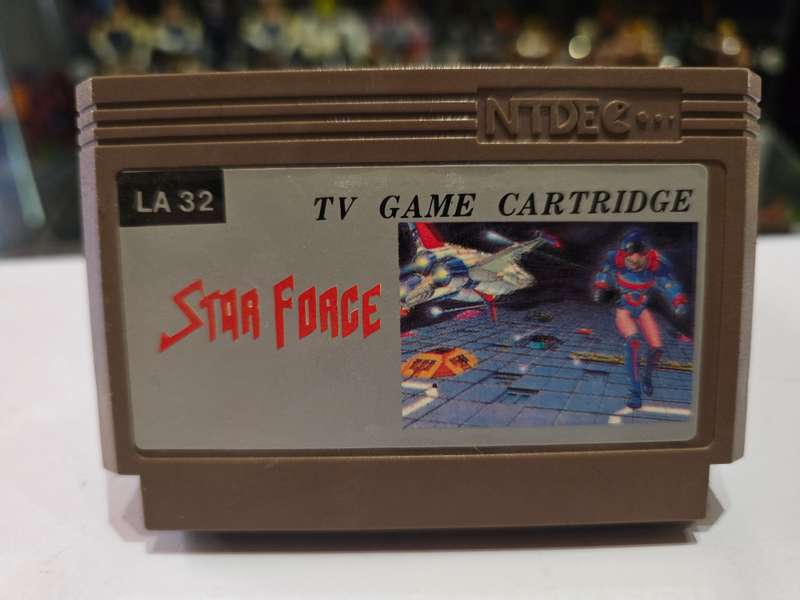 NTDEC...
LA 32
TV GAME CARTRIDGE
STAR FORCE